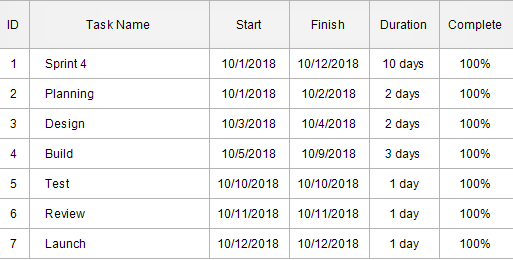 ID Task Name Start Finish Duration Complete
1 Sprint 4 10/1/2018 10/12/2018 10 days 100%
2 Planning 10/1/2018 10/2/2018 2 days 100%
3 Design 10/3/2018 10/4/2018 2 days 100%
4 Build 10/5/2018 10/9/2018 3 days 100%
5 Test 10/10/2018 10/10/2018 1 day 100%
6 Review 10/11/2018 10/11/2018 1 day 100%
7 Launch 10/12/2018 10/12/2018 1 day 100%